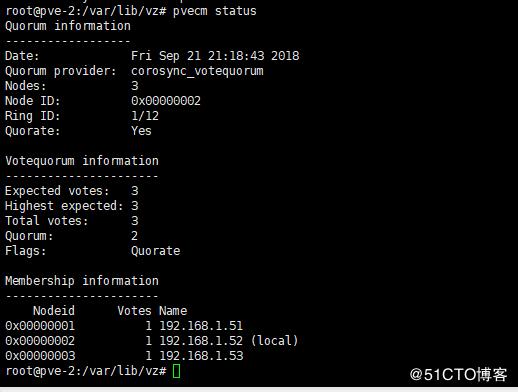 root@pve-2:/var/lib/vz# pvecm status
Quorum information
------------------
Date:             Fri Sep 21 21:18:43 2018
Quorum provider:  corosync_votequorum
Nodes:            3
Node ID:          0x00000002
Ring ID:          1/12
Quorate:          Yes

Votequorum information
----------------------
Expected votes:   3
Highest expected: 3
Total votes:      3
Quorum:           2
Flags:            Quorate

Membership information
----------------------
    Nodeid      Votes Name
0x00000001          1 192.168.1.51
0x00000002          1 192.168.1.52 (local)
0x00000003          1 192.168.1.53
root@pve-2:/var/lib/vz#
@51CTO博客